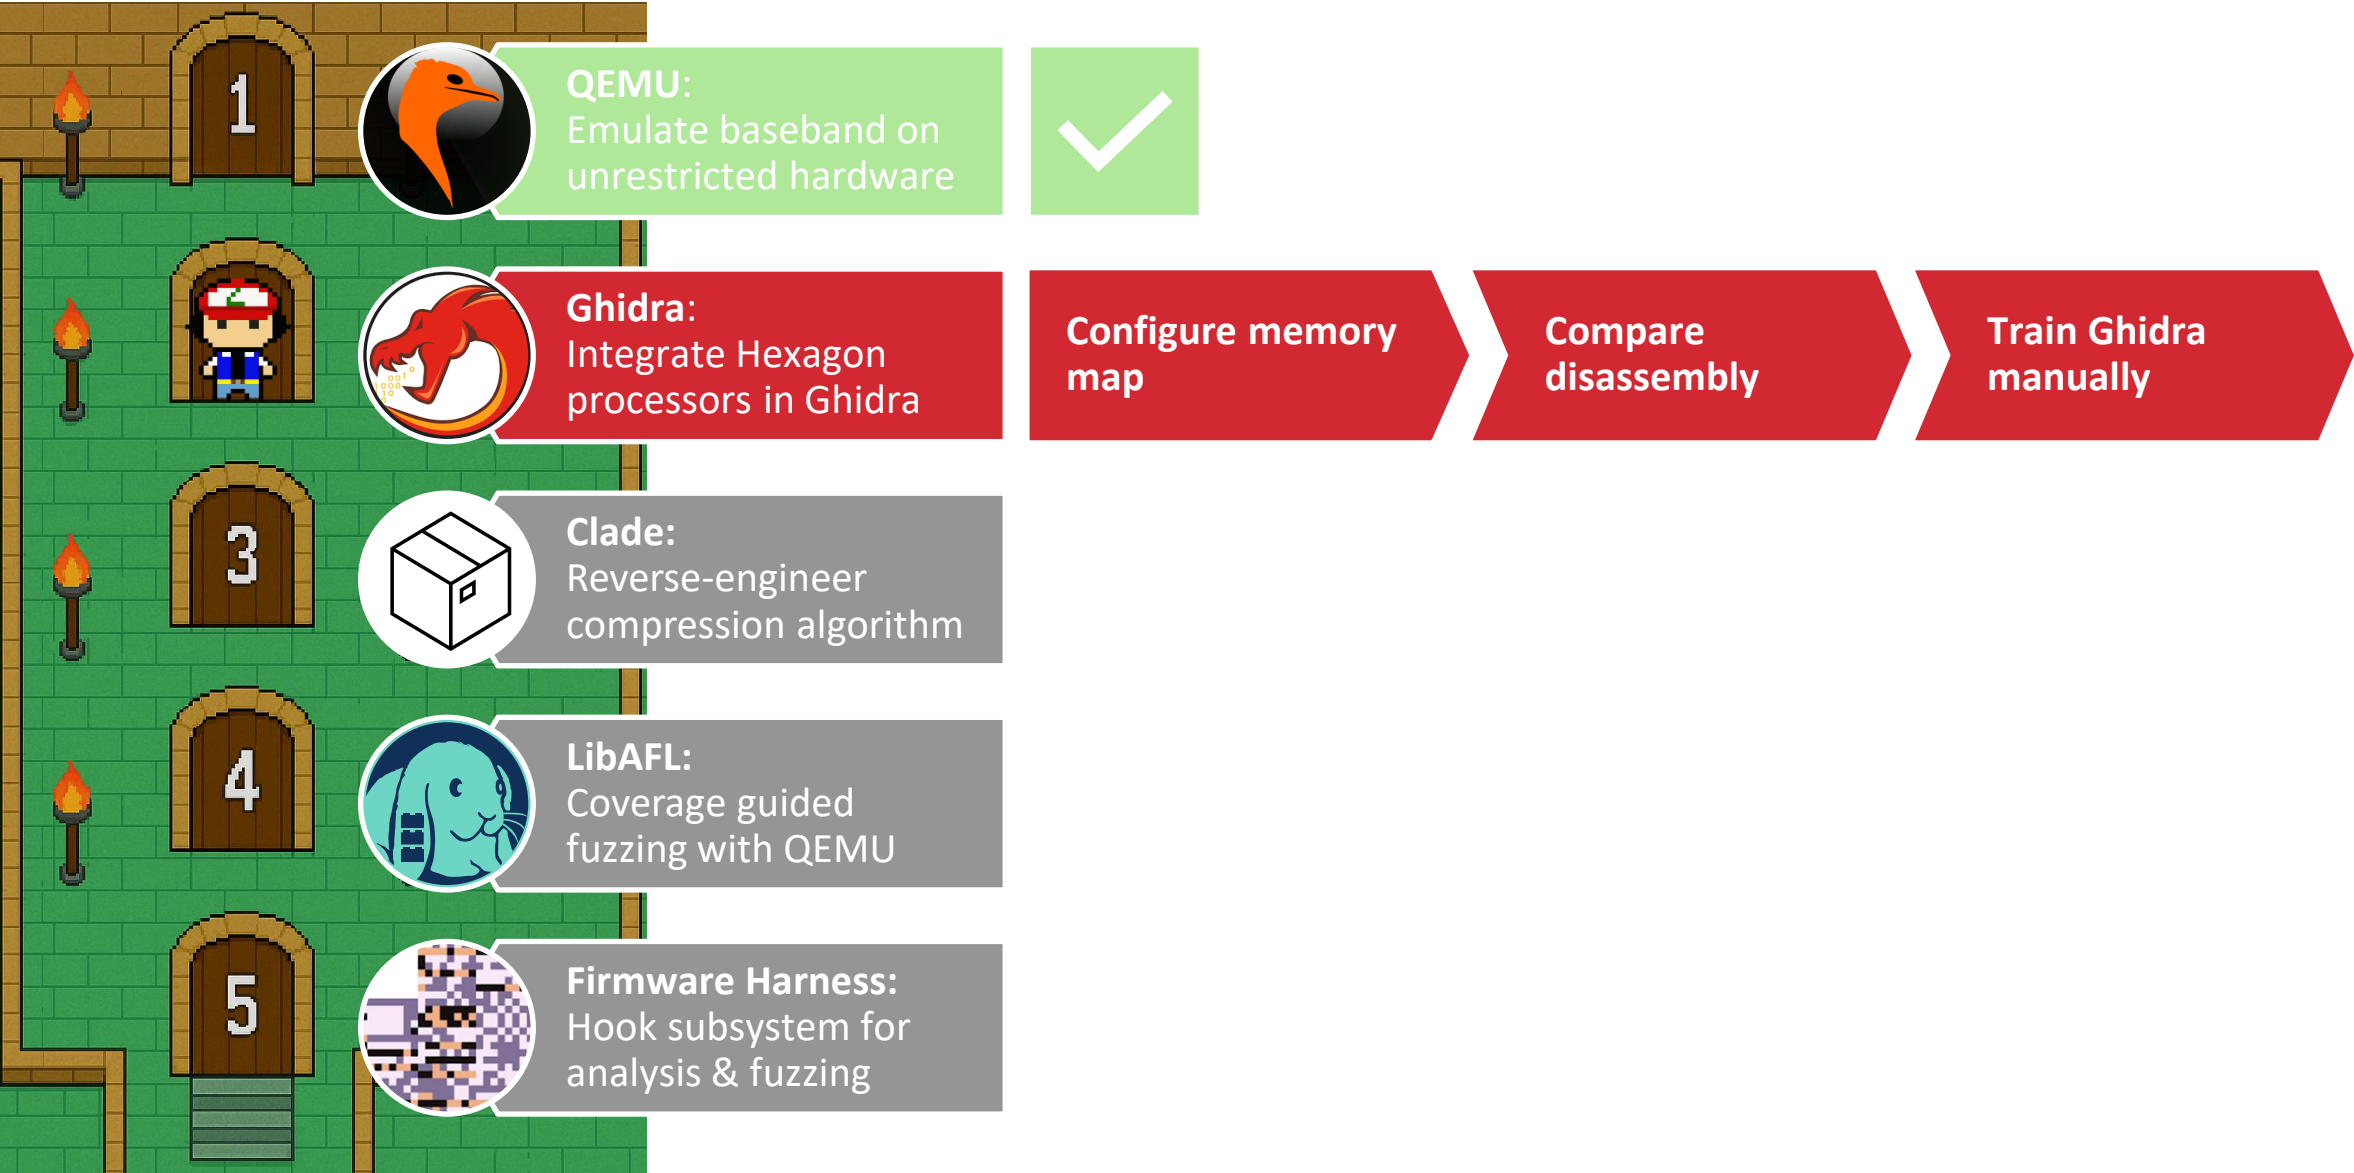 1
QEMU:
Emulate baseband on
unrestricted hardware
Ghidra:
Integrate Hexagon
processors in Ghidra
Configure memory
map
Compare
disassembly
Train Ghidra
manually
3
Clade:
Reverse-engineer
compression algorithm
4
LibAFL:
Coverage guided
fuzzing with QEMU
5
Firmware Harness:
Hook subsystem for
analysis & fuzzing